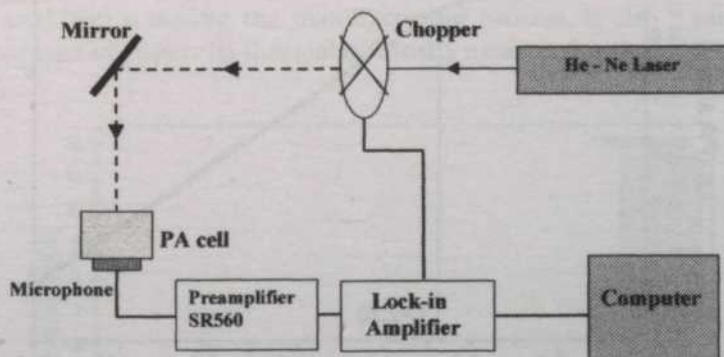 Mirror
Chopper
He - Ne Laser
PA cell
Microphone
Preamplifier
SR560
Lock-in
Amplifier
Computer